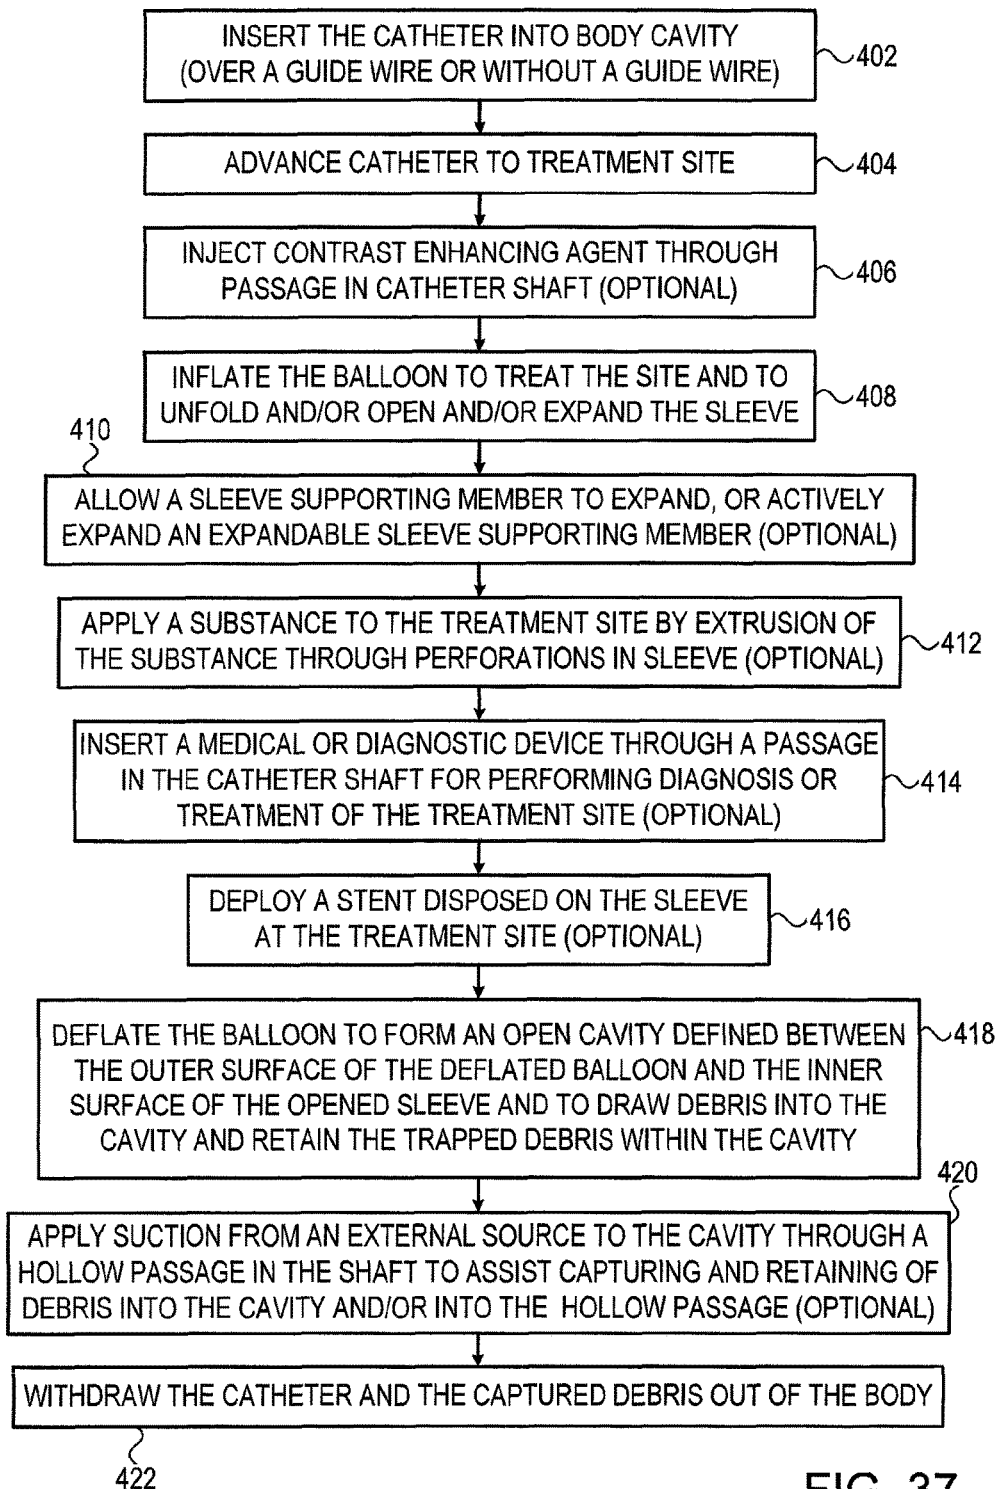 INSERT THE CATHETER INTO BODY CAVITY
(OVER A GUIDE WIRE OR WITHOUT A GUIDE WIRE)
402
ADVANCE CATHETER TO TREATMENT SITE
404
INJECT CONTRAST ENHANCING AGENT THROUGH
PASSAGE IN CATHETER SHAFT (OPTIONAL)
406
INFLATE THE BALLOON TO TREAT THE SITE AND TO
UNFOLD AND/OR OPEN AND/OR EXPAND THE SLEEVE
408
410
ALLOW A SLEEVE SUPPORTING MEMBER TO EXPAND, OR ACTIVELY
EXPAND AN EXPANDABLE SLEEVE SUPPORTING MEMBER (OPTIONAL)
APPLY A SUBSTANCE TO THE TREATMENT SITE BY EXTRUSION OF
THE SUBSTANCE THROUGH PERFORATIONS IN SLEEVE (OPTIONAL)
412
INSERT A MEDICAL OR DIAGNOSTIC DEVICE THROUGH A PASSAGE
IN THE CATHETER SHAFT FOR PERFORMING DIAGNOSIS OR
TREATMENT OF THE TREATMENT SITE (OPTIONAL)
414
DEPLOY A STENT DISPOSED ON THE SLEEVE
AT THE TREATMENT SITE (OPTIONAL)
416
DEFLATE THE BALLOON TO FORM AN OPEN CAVITY DEFINED BETWEEN
THE OUTER SURFACE OF THE DEFLATED BALLOON AND THE INNER
SURFACE OF THE OPENED SLEEVE AND TO DRAW DEBRIS INTO THE
CAVITY AND RETAIN THE TRAPPED DEBRIS WITHIN THE CAVITY
418
420
APPLY SUCTION FROM AN EXTERNAL SOURCE TO THE CAVITY THROUGH A
HOLLOW PASSAGE IN THE SHAFT TO ASSIST CAPTURING AND RETAINING OF
DEBRIS INTO THE CAVITY AND/OR INTO THE HOLLOW PASSAGE (OPTIONAL)
WITHDRAW THE CATHETER AND THE CAPTURED DEBRIS OUT OF THE BODY
422
FIG. 37